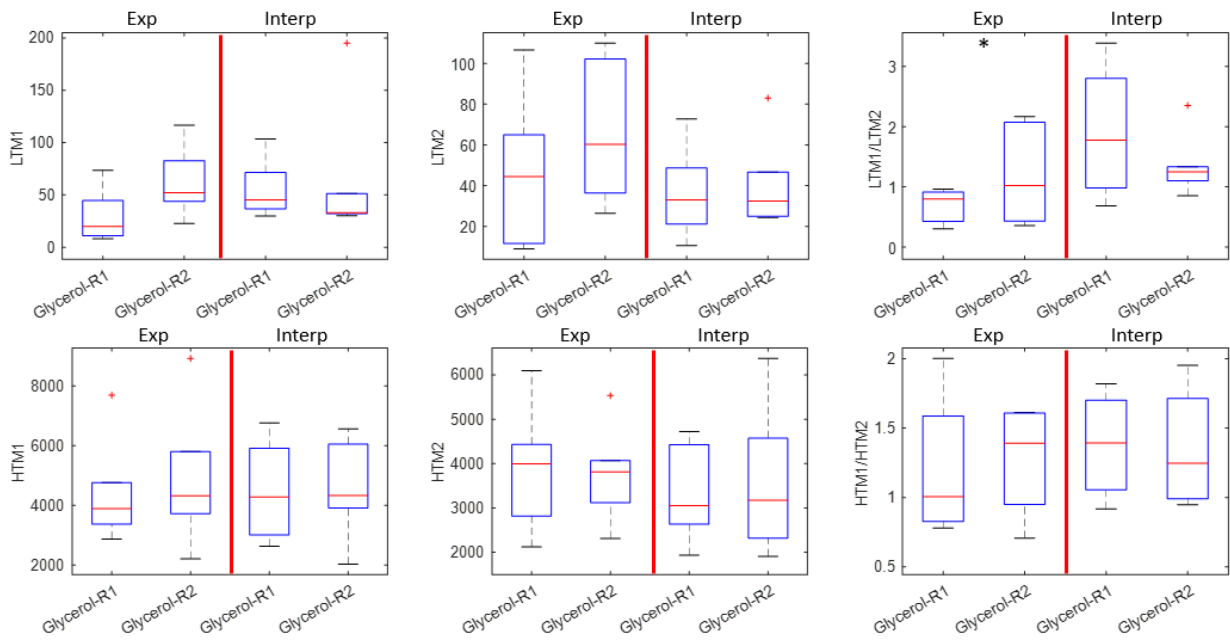 Exp Interp
200
150
100
50
0
LTM1
Glycerol-R1 Glycerol-R2 Glycerol-R1 Glycerol-R2
Exp Interp
100
80
60
40
20
LTM2
Glycerol-R1 Glycerol-R2 Glycerol-R1 Glycerol-R2
Exp Interp
*
3
2
1
0
LTM1/LTM2
Glycerol-R1 Glycerol-R2 Glycerol-R1 Glycerol-R2
Exp Interp
8000
6000
4000
2000
HTM1
Glycerol-R1 Glycerol-R2 Glycerol-R1 Glycerol-R2
Exp Interp
6000
5000
4000
3000
2000
HTM2
Glycerol-R1 Glycerol-R2 Glycerol-R1 Glycerol-R2
Exp Interp
2
1.5
1
0.5
HTM1/HTM2
Glycerol-R1 Glycerol-R2 Glycerol-R1 Glycerol-R2